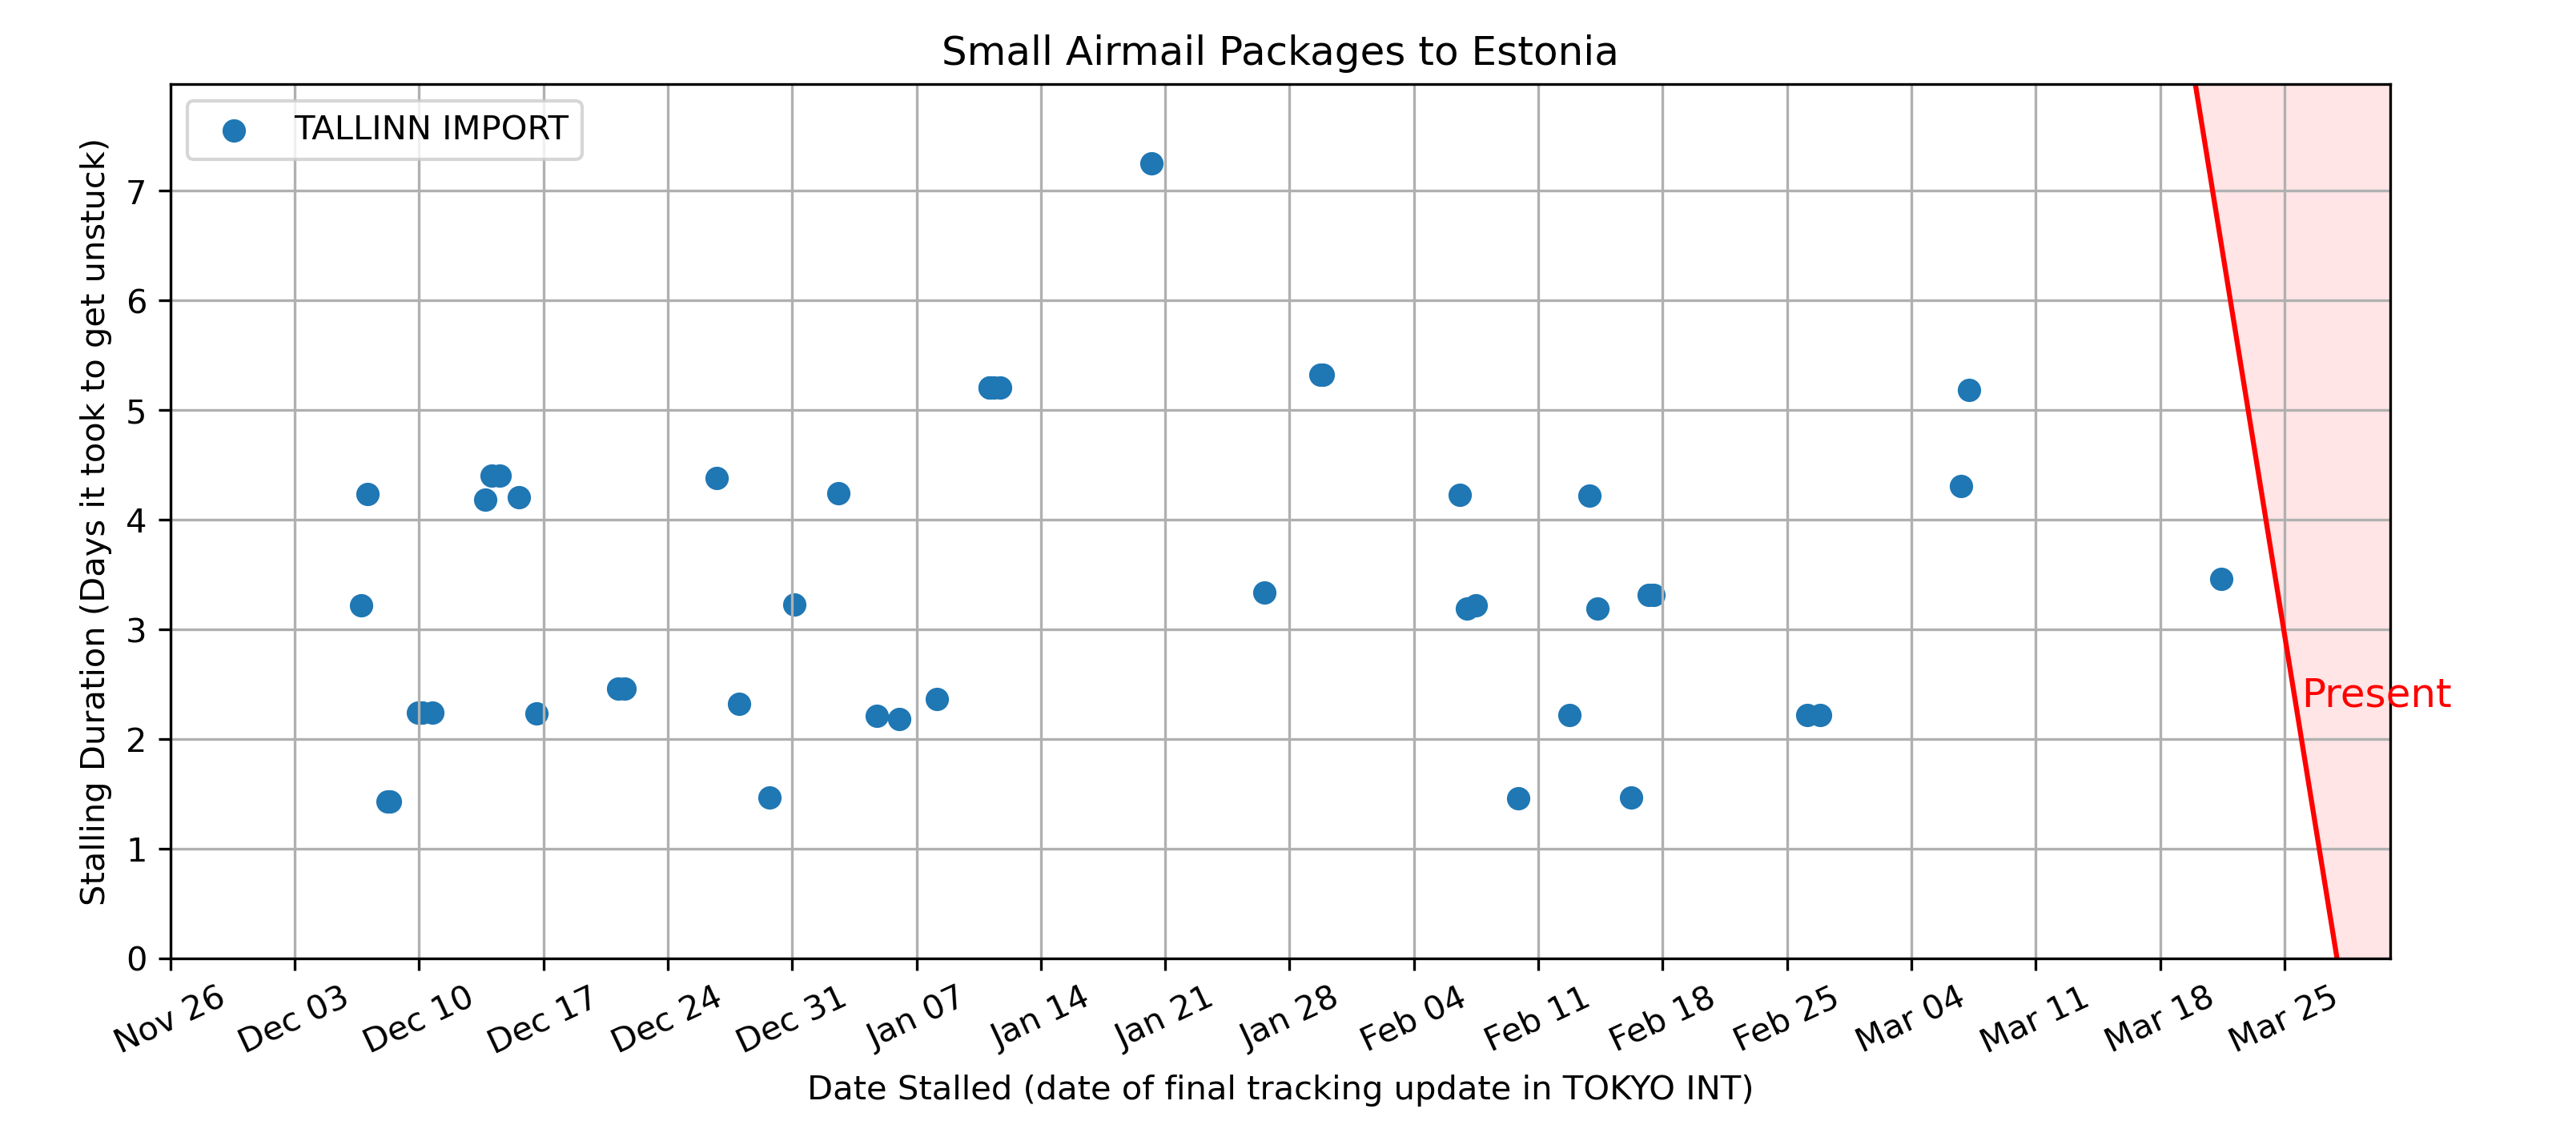 Small Airmail Packages to Estonia
TALLINN IMPORT
Stalling Duration (Days it took to get unstuck)
7
6
5
4
3
2
1
0
Present
Nov 26 Dec 03 Dec 10 Dec 17 Dec 24 Dec 31 Jan 07 Jan 14 Jan 21 Jan 28 Feb 04 Feb 11 Feb 18 Feb 25 Mar 04 Mar 11 Mar 18 Mar 25
Date Stalled (date of final tracking update in TOKYO INT)